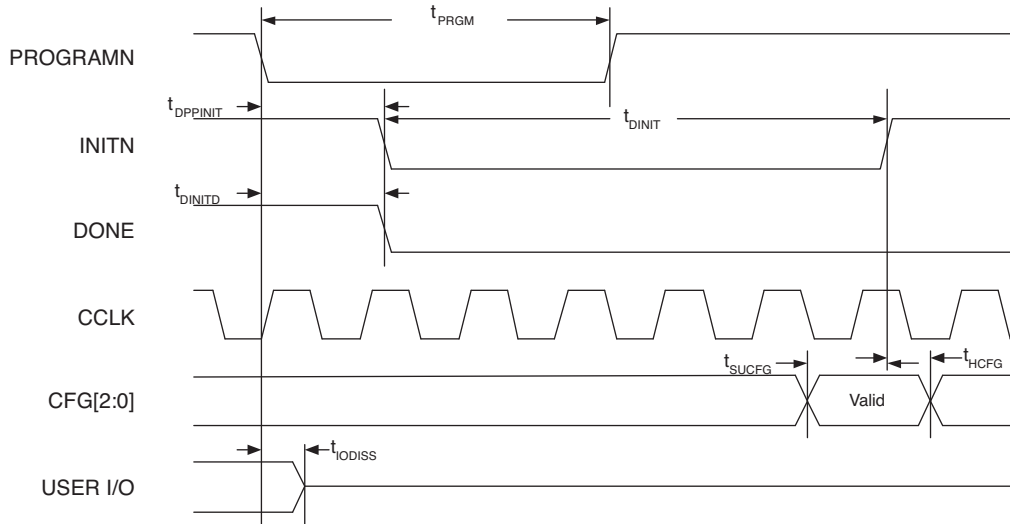 tPRGM
PROGRAMN
tDPPINIT
tDINIT
INITN
tDINITD
DONE
CCLK
tSUCFG
tHCFG
CFG[2:0]
Valid
tIODISS
USER I/O